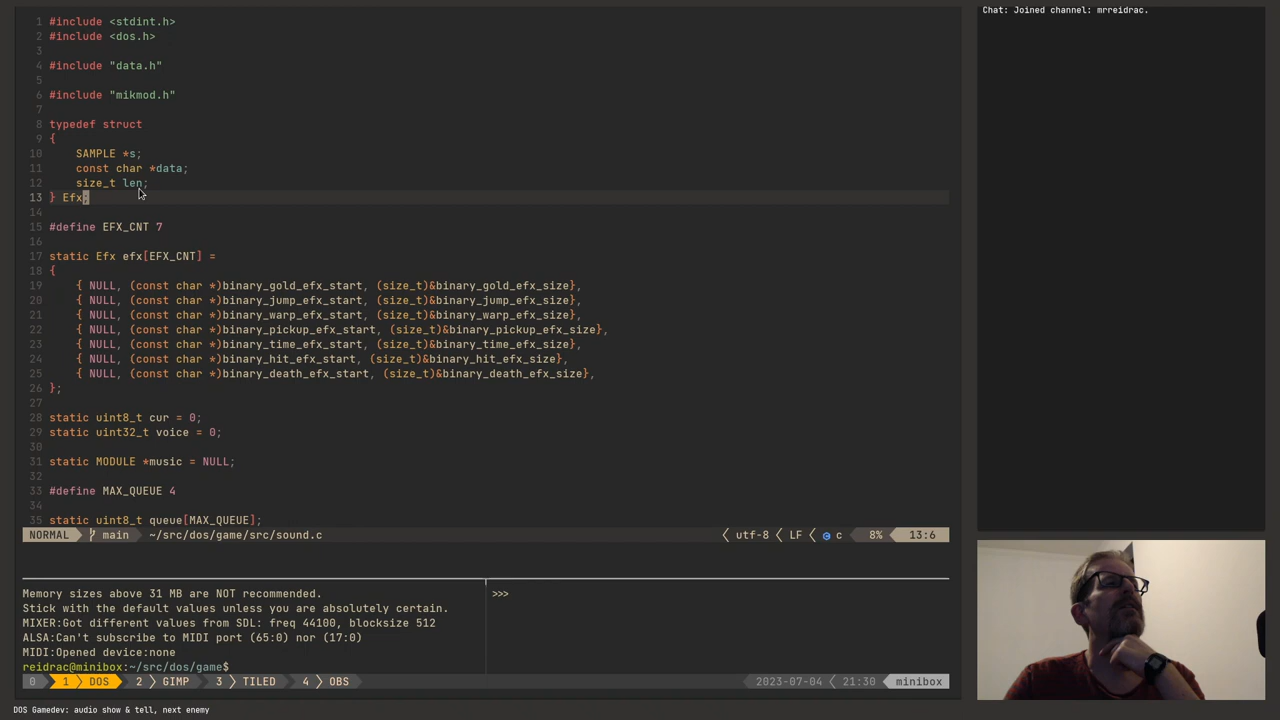 Chat: Joined channel: mrreidrac.
1 #include <stdint.h>
2 #include <dos.h>
3
4 #include "data.h"
5
6 #include "mikmod.h"
7
8 typedef struct
9 {
10 SAMPLE *s;
11 const char *data;
12 size_t len;
13 } Efx;
14
15 #define EFX_CNT 7
16
17 static Efx efx[EFX_CNT] =
18 {
19 { NULL, (const char *)binary_gold_efx_start, (size_t)&binary_gold_efx_size},
20 { NULL, (const char *)binary_jump_efx_start, (size_t)&binary_jump_efx_size},
21 { NULL, (const char *)binary_warp_efx_start, (size_t)&binary_warp_efx_size},
22 { NULL, (const char *)binary_pickup_efx_start, (size_t)&binary_pickup_efx_size},
23 { NULL, (const char *)binary_time_efx_start, (size_t)&binary_time_efx_size},
24 { NULL, (const char *)binary_hit_efx_start, (size_t)&binary_hit_efx_size},
25 { NULL, (const char *)binary_death_efx_start, (size_t)&binary_death_efx_size},
26 };
27
28 static uint8_t cur = 0;
29 static uint32_t voice = 0;
30
31 static MODULE *music = NULL;
32
33 #define MAX_QUEUE 4
34
35 static uint8_t queue[MAX_QUEUE];
NORMAL main ~/src/dos/game/src/sound.c utf-8 LF c 8% 13:6
Memory sizes above 31 MB are NOT recommended.
Stick with the default values unless you are absolutely certain.
MIXER:Got different values from SDL: freq 44100, blocksize 512
ALSA:Can't subscribe to MIDI port (65:0) nor (17:0)
MIDI:Opened device:none
reidrac@minibox:~/src/dos/game$
>>>
0 1 DOS 2 GIMP 3 TILED 4 OBS 2023-07-04 21:30 minibox
DOS Gamedev: audio show & tell, next enemy